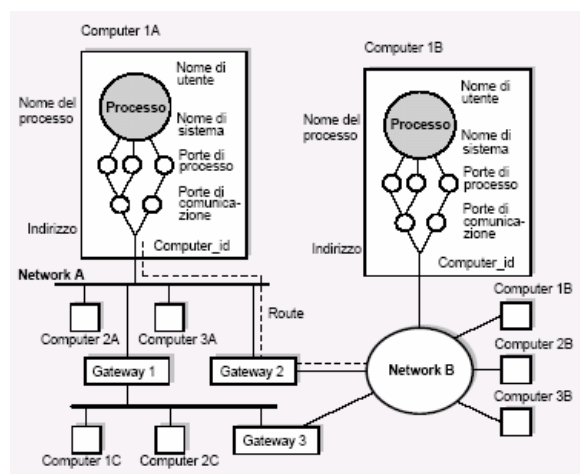 Computer 1A
Nome di
utente
Processo
Nome del
processo
Nome di
sistema
Porte di
processo
Porte di
comunica-
zione
Indirizzo
Computer_id
Computer 1B
Nome di
utente
Nome del
processo
Processo
Nome di
sistema
Porte di
processo
Porte di
comunica-
zione
Indirizzo
Computer_id
Network A
Computer 2A
Computer 3A
Route
Gateway 1
Gateway 2
Network B
Computer 1B
Computer 2B
Computer 3B
Computer 1C
Computer 2C
Gateway 3